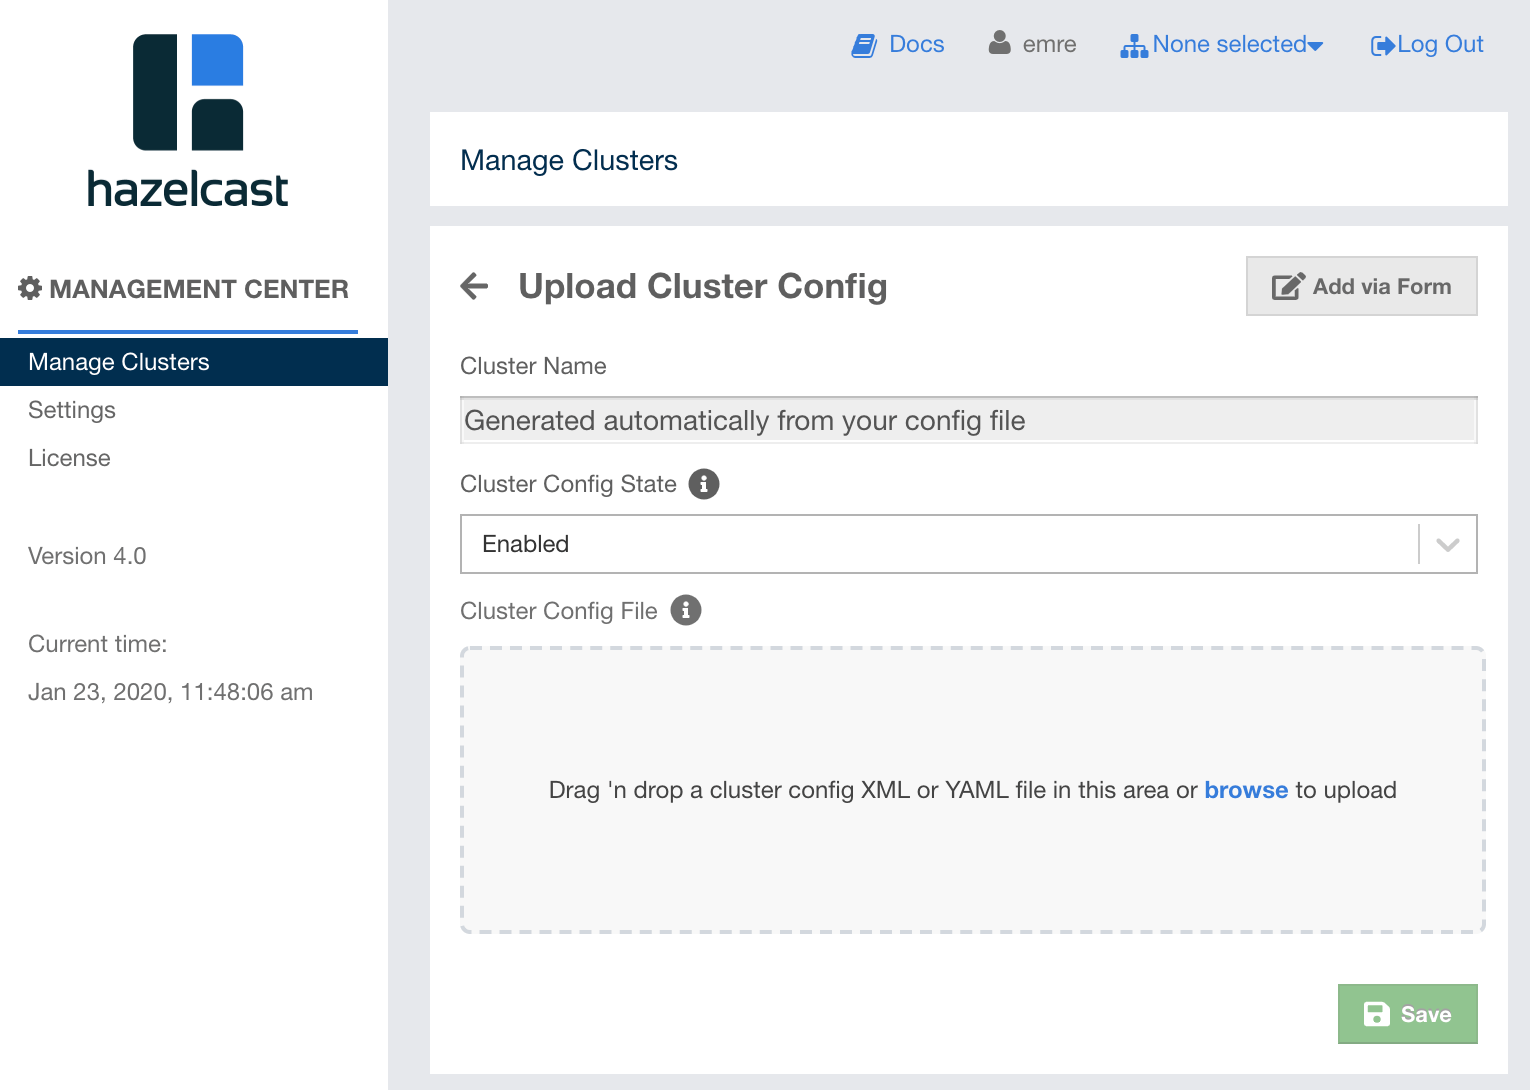 hazelcast
MANAGEMENT CENTER
Manage Clusters
Settings
License
Version 4.0
Current time:
Jan 23, 2020, 11:48:06 am
Docs
emre
None selected
Log Out
Manage Clusters
Upload Cluster Config
Add via Form
Cluster Name
Generated automatically from your config file
Cluster Config State
Enabled
Cluster Config File
Drag 'n drop a cluster config XML or YAML file in this area or browse to upload
Save